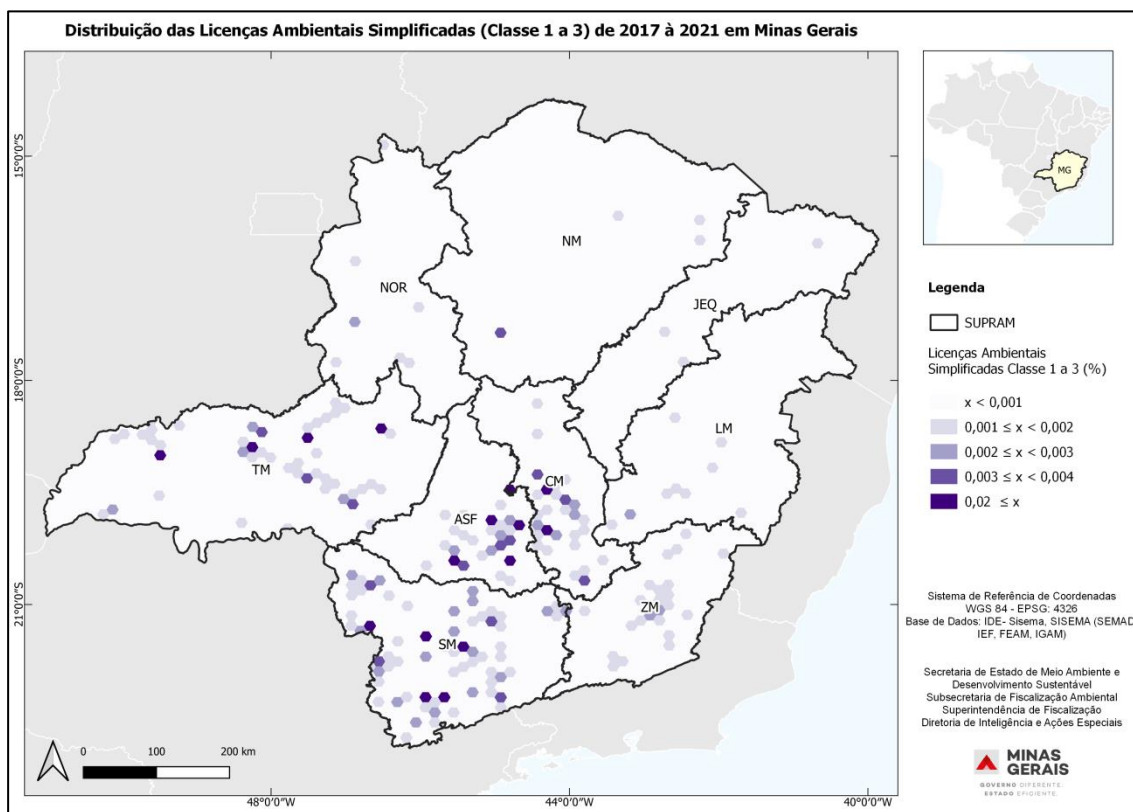 Distribuição das Licenças Ambientais Simplificadas (Classe 1 a 3) de 2017 à 2021 em Minas Gerais
15°0'0"S
18°0'0"S
21°0'0"S
NM
NOR
JEQ
LM
TM
CM
ASF
ZM
SM
0 100 200 km
48°0'0"W 44°0'0"W 40°0'0"W
MG
Legenda
SUPRAM
Licenças Ambientais
Simplificadas Classe 1 a 3 (%)
x < 0,001
0,001 ≤ x < 0,002
0,002 ≤ x < 0,003
0,003 ≤ x < 0,004
0,02 ≤ x
Sistema de Referência de Coordenadas
WGS 84 - EPSG: 4326
Base de Dados: IDE- Sisema, SISEMA (SEMAD
IEF, FEAM, IGAM)
Secretaria de Estado de Meio Ambiente e
Desenvolvimento Sustentável
Subsecretaria de Fiscalização Ambiental
Superintendência de Fiscalização
Diretoria de Inteligência e Ações Especiais
MINAS
GERAIS
GOVERNO DIFERENTE.
ESTADO EFICIENTE.